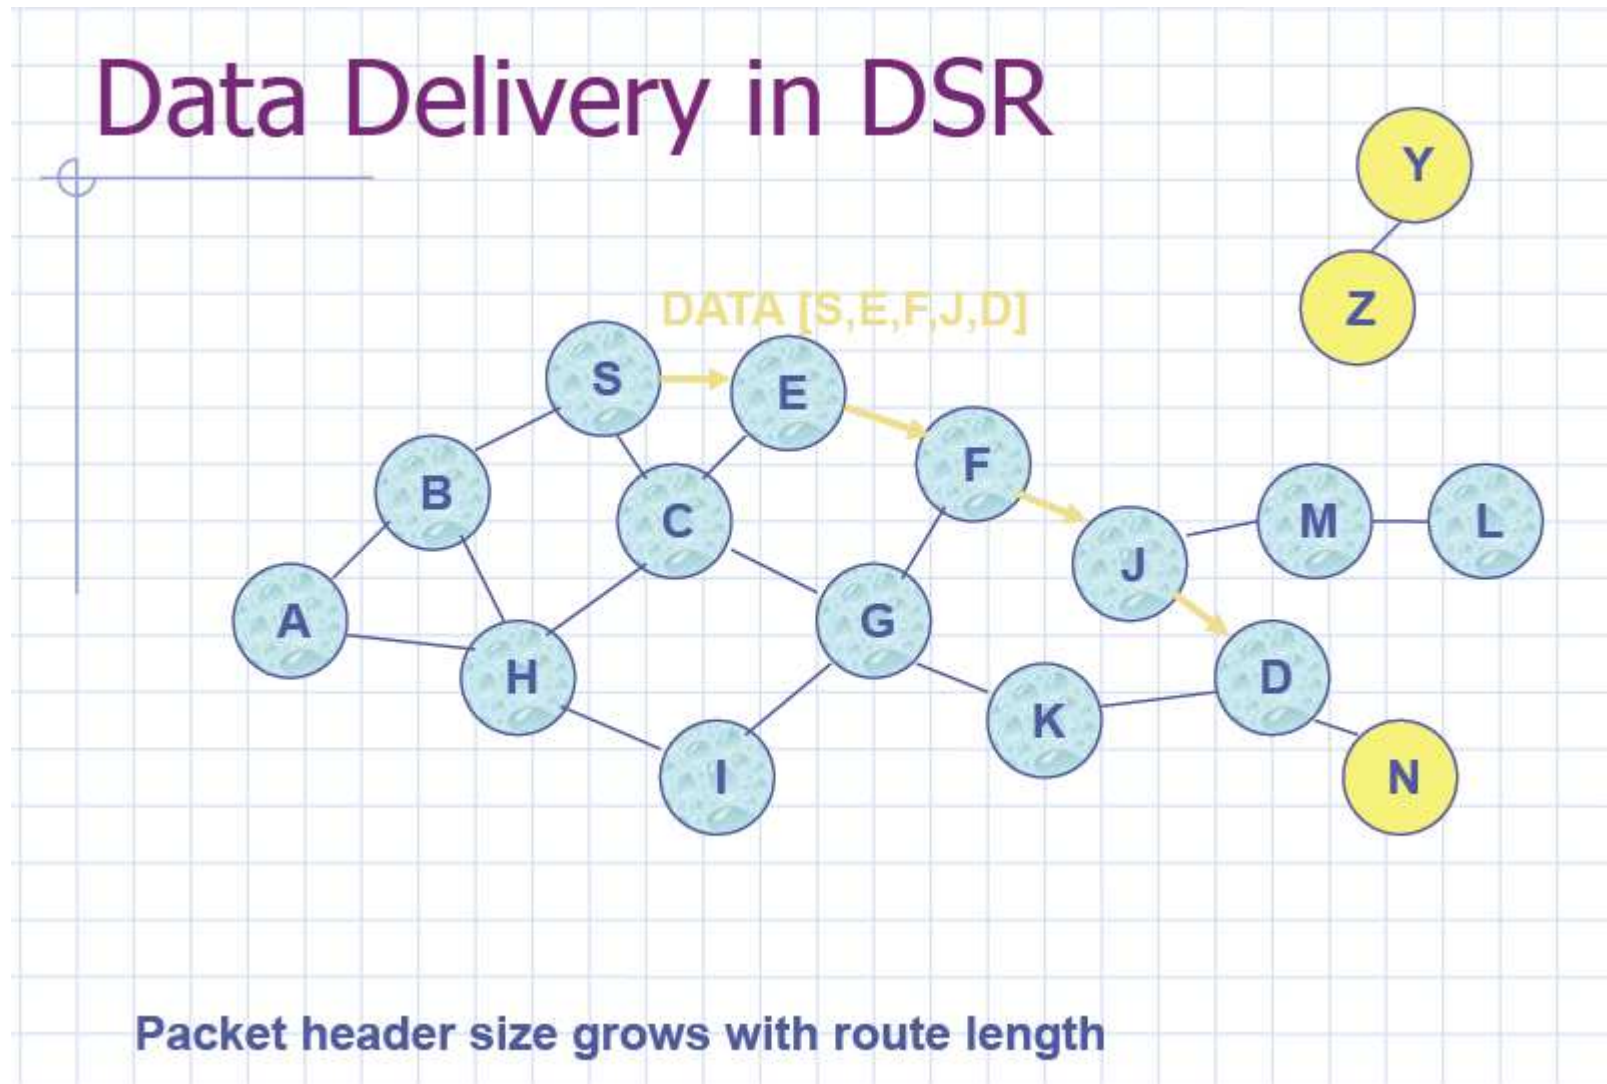 Data Delivery in DSR
Y
Z
DATA [S,E,F,J,D]
S
E
F
B
C
M
L
J
A
G
H
D
K
I
N
Packet header size grows with route length